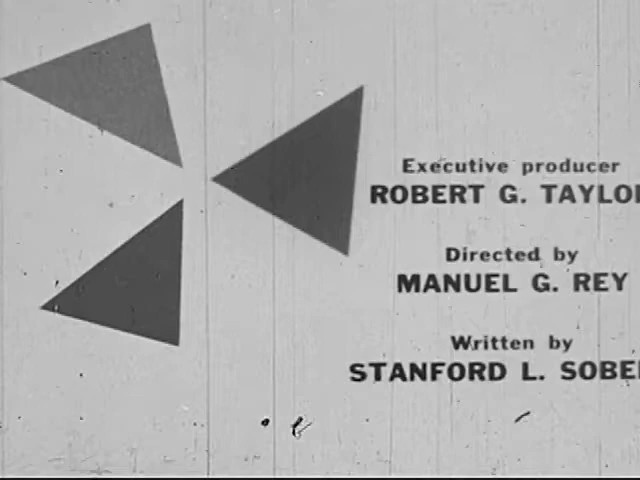 Executive producer
ROBERT G. TAYLO
Directed by
MANUEL G. REY
Written by
STANFORD L. SOBE